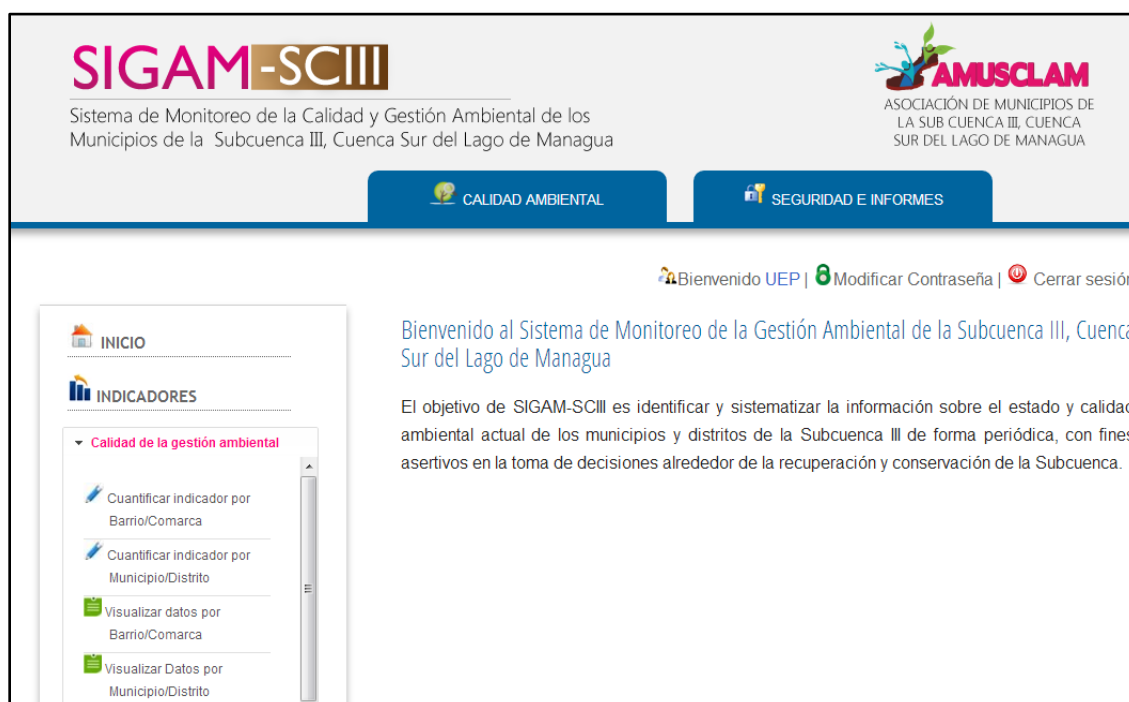 SIGAM-SCIII
Sistema de Monitoreo de la Calidad y Gestión Ambiental de los
Municipios de la Subcuenca III, Cuenca Sur del Lago de Managua
AMUSCLAM
ASOCIACIÓN DE MUNICIPIOS DE
LA SUB CUENCA III, CUENCA
SUR DEL LAGO DE MANAGUA
CALIDAD AMBIENTAL
SEGURIDAD E INFORMES
Bienvenido UEP | Modificar Contraseña | Cerrar sesión
INICIO
INDICADORES
Calidad de la gestión ambiental
Cuantificar indicador por
Barrio/Comarca
Cuantificar indicador por
Municipio/Distrito
Visualizar datos por
Barrio/Comarca
Visualizar Datos por
Municipio/Distrito
Bienvenido al Sistema de Monitoreo de la Gestión Ambiental de la Subcuenca III, Cuenca
Sur del Lago de Managua
El objetivo de SIGAM-SCIII es identificar y sistematizar la información sobre el estado y calidad
ambiental actual de los municipios y distritos de la Subcuenca III de forma periódica, con fines
asertivos en la toma de decisiones alrededor de la recuperación y conservación de la Subcuenca.